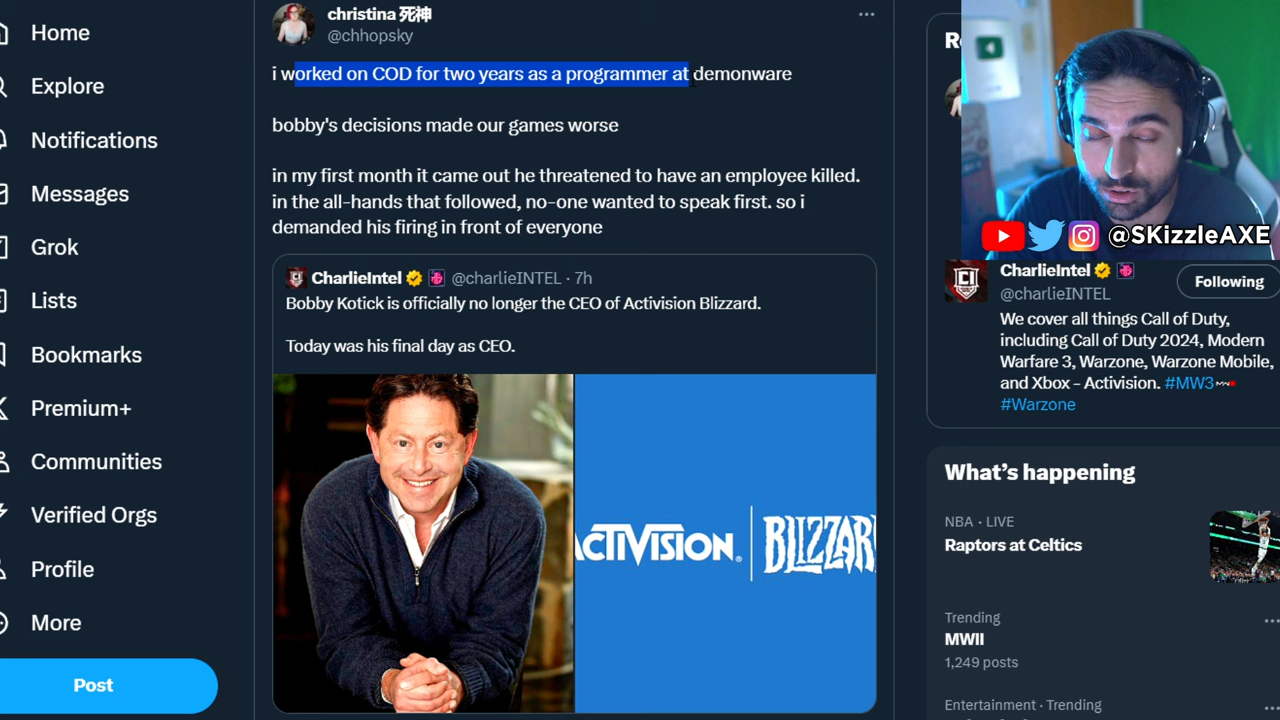 Home
Explore
Notifications
Messages
Grok
Lists
Bookmarks
Premium+
Communities
Verified Orgs
Profile
More
Post
christina 死神
@chhopsky
i worked on COD for two years as a programmer at demonware
bobby's decisions made our games worse
in my first month it came out he threatened to have an employee killed.
in the all-hands that followed, no-one wanted to speak first. so i
demanded his firing in front of everyone
CharlieIntel @charlieINTEL · 7h
Bobby Kotick is officially no longer the CEO of Activision Blizzard.
Today was his final day as CEO.
ACTIVISION. BLIZZARD
@SKizzleAXE
CharlieIntel
@charlieINTEL
Following
We cover all things Call of Duty,
including Call of Duty 2024, Modern
Warfare 3, Warzone, Warzone Mobile,
and Xbox – Activision. #MW3
#Warzone
What's happening
NBA · LIVE
Raptors at Celtics
Trending
MWII
1,249 posts
Entertainment · Trending